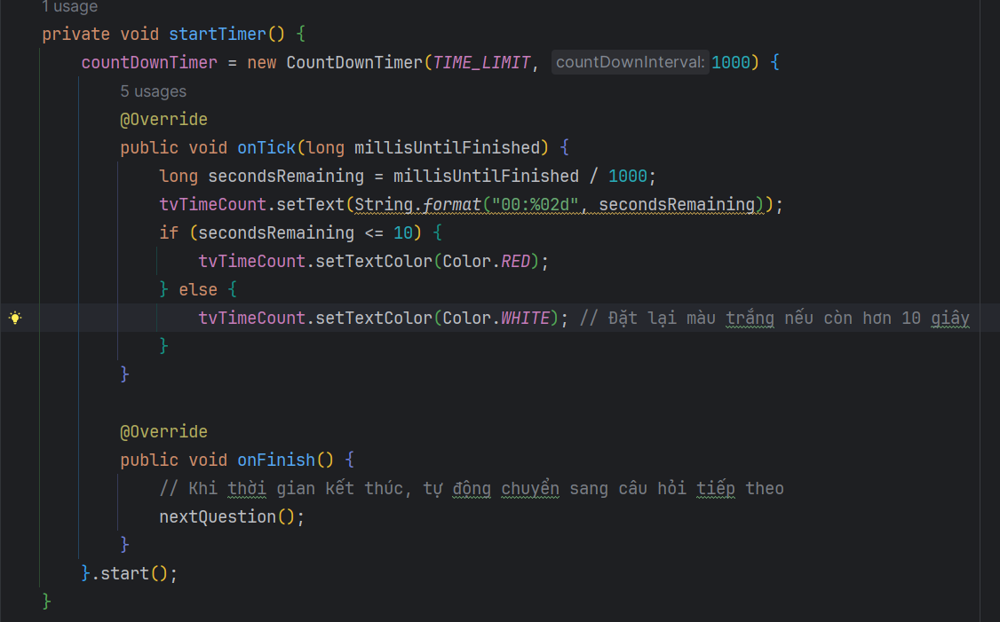 1 usage
private void startTimer() {
countDownTimer = new CountDownTimer(TIME_LIMIT, countDownInterval: 1000) {
5 usages
@Override
public void onTick(long millisUntilFinished) {
long secondsRemaining = millisUntilFinished / 1000;
tvTimeCount.setText(String.format("00:%02d", secondsRemaining));
if (secondsRemaining <= 10) {
tvTimeCount.setTextColor(Color.RED);
} else {
tvTimeCount.setTextColor(Color.WHITE); // Đặt lại màu trắng nếu còn hơn 10 giây
}
}
@Override
public void onFinish() {
// Khi thời gian kết thúc, tự động chuyển sang câu hỏi tiếp theo
nextQuestion();
}
}.start();
}